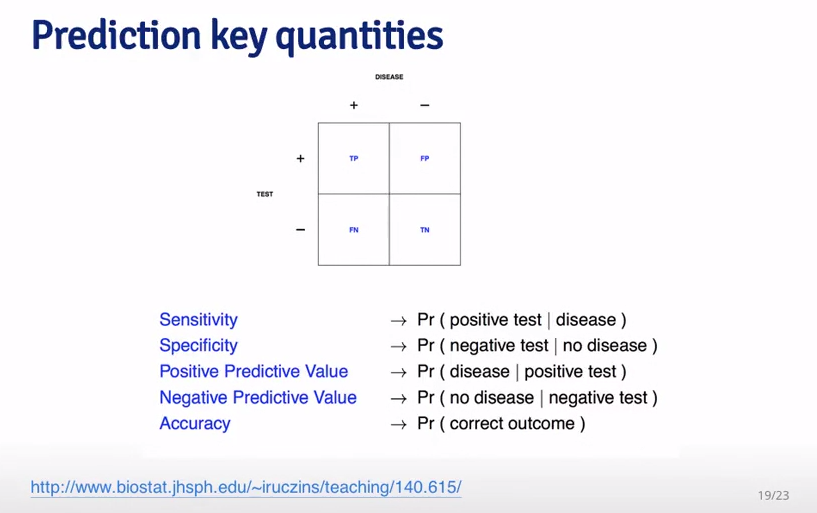 Prediction key quantities
DISEASE
+ −
+ TP FP
TEST
− FN TN
Sensitivity → Pr ( positive test | disease )
Specificity → Pr ( negative test | no disease )
Positive Predictive Value → Pr ( disease | positive test )
Negative Predictive Value → Pr ( no disease | negative test )
Accuracy → Pr ( correct outcome )
http://www.biostat.jhsph.edu/~iruczins/teaching/140.615/
19/23